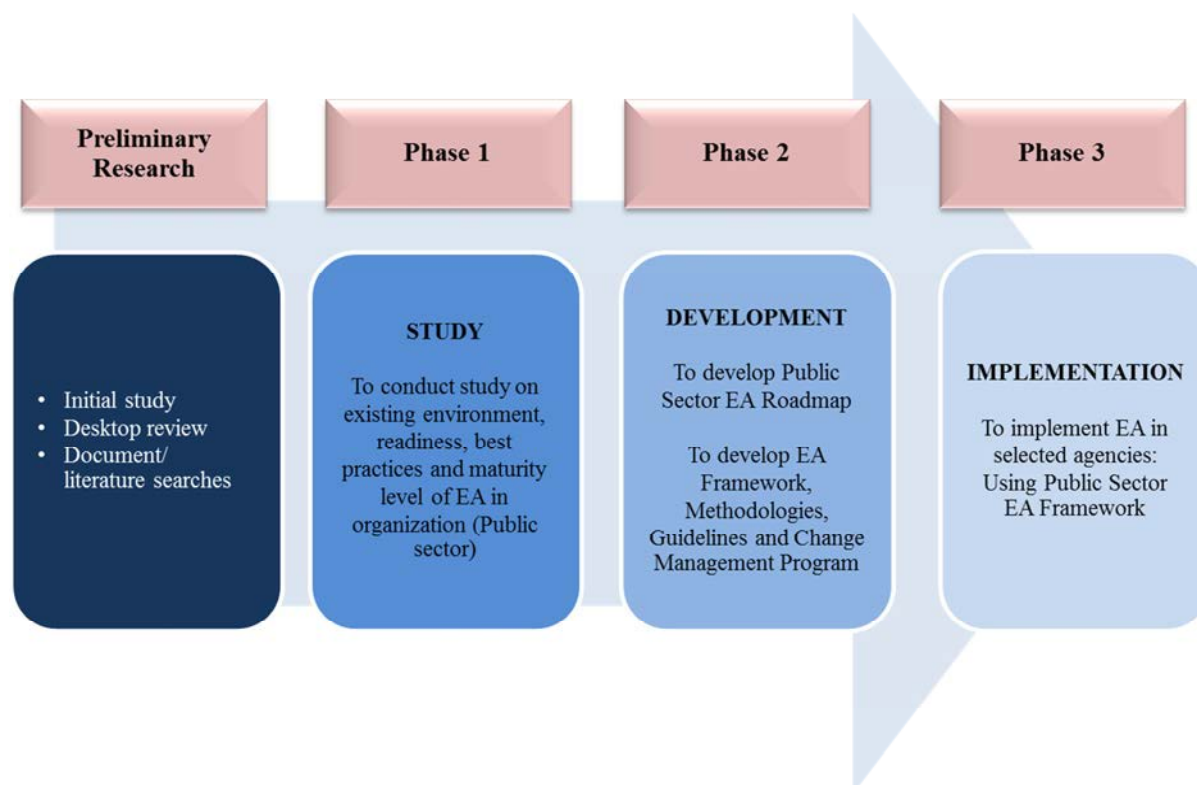 Preliminary
Research
Phase 1
Phase 2
Phase 3
• Initial study
• Desktop review
• Document/
literature searches
STUDY
To conduct study on
existing environment,
readiness, best
practices and maturity
level of EA in
organization (Public
sector)
DEVELOPMENT
To develop Public
Sector EA Roadmap
To develop EA
Framework,
Methodologies,
Guidelines and Change
Management Program
IMPLEMENTATION
To implement EA in
selected agencies:
Using Public Sector
EA Framework